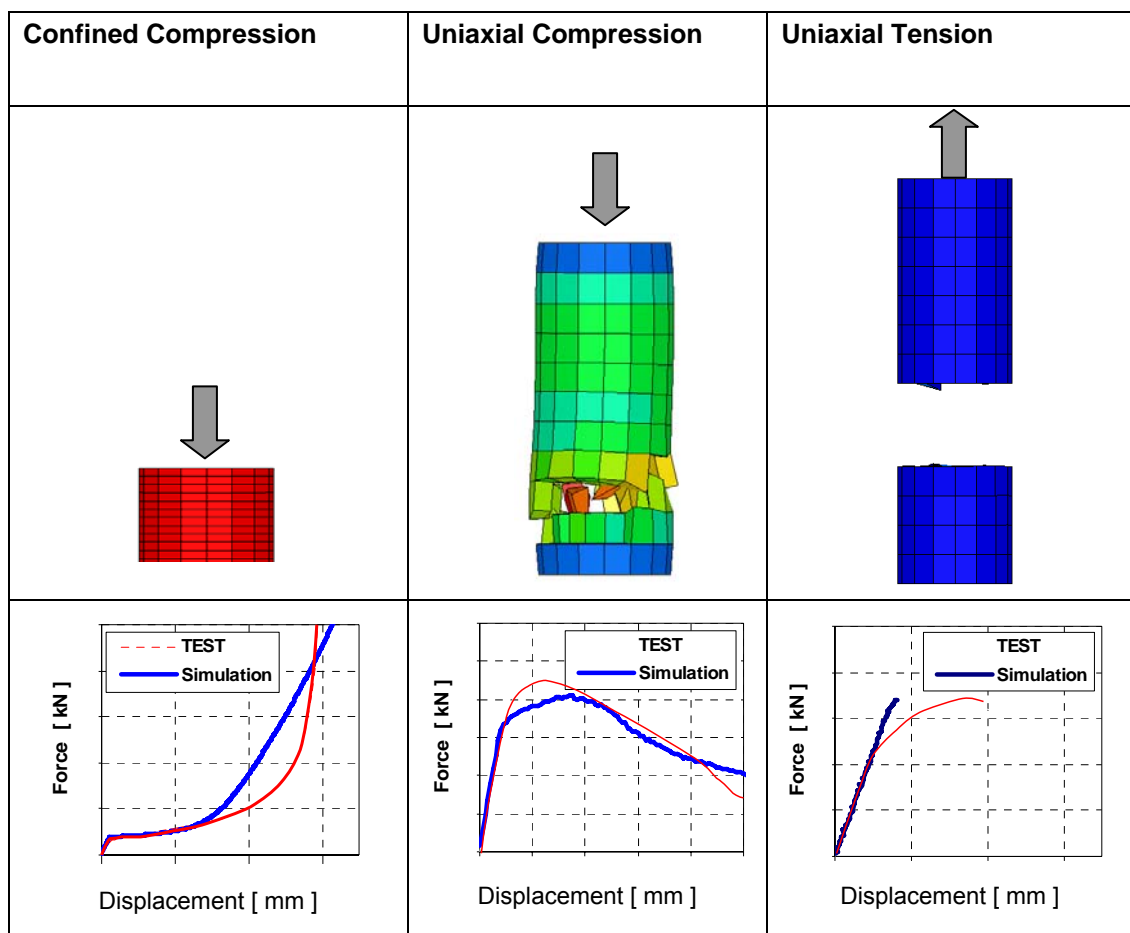 Confined Compression
Uniaxial Compression
Uniaxial Tension
TEST
Simulation
Force [ kN ]
Displacement [ mm ]
TEST
Simulation
Force [ kN ]
Displacement [ mm ]
TEST
Simulation
Force [ kN ]
Displacement [ mm ]